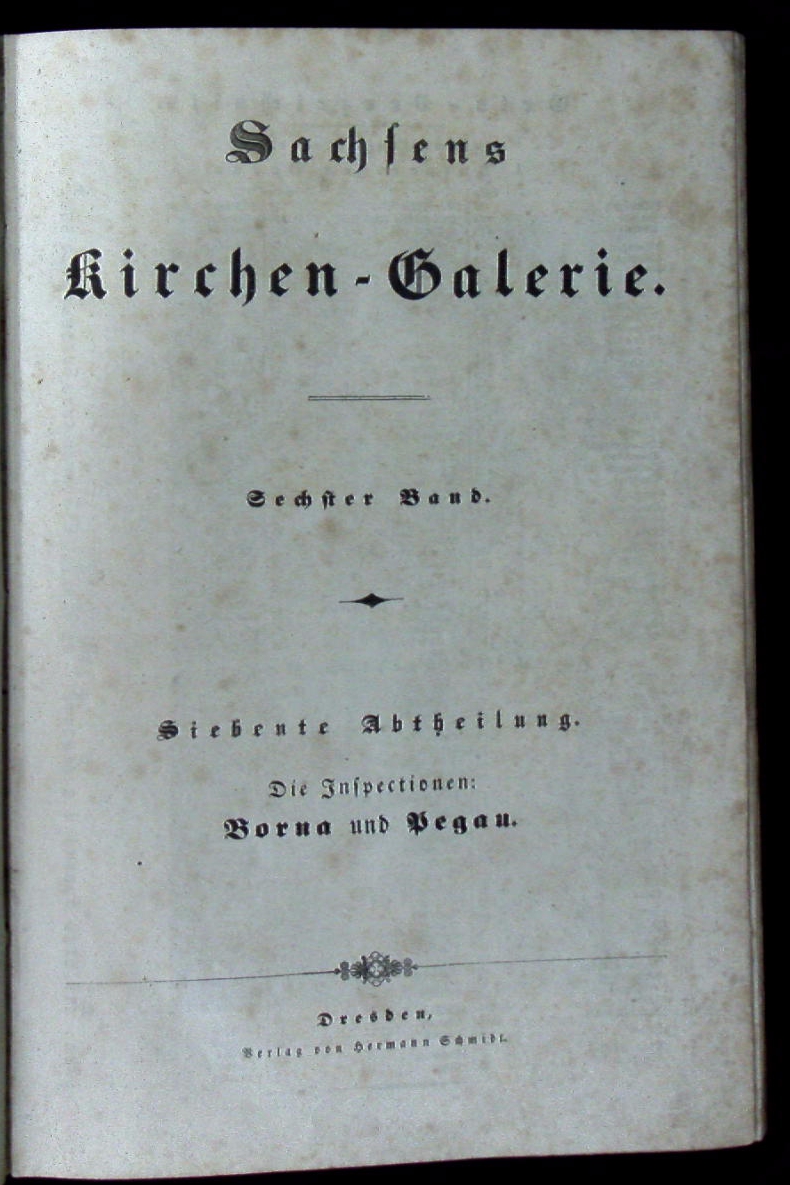 Sachſens
Kirchen-Galerie.
Sechſter Band.
Siebente Abtheilung.
Die Inſpectionen:
Borna und Pegau.
Dresden,
Verlag von Hermann Schmidt.